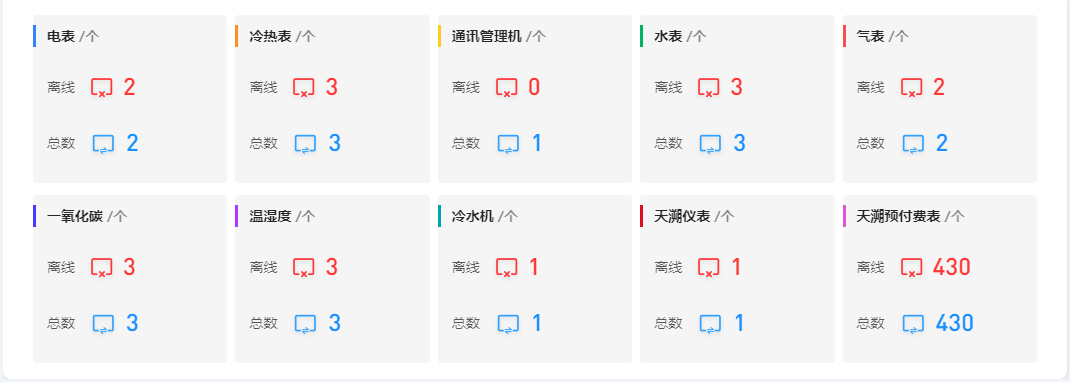 电表 /个 冷热表 /个 通讯管理机 /个 水表 /个 气表 /个
离线 2 离线 3 离线 0 离线 3 离线 2
总数 2 总数 3 总数 1 总数 3 总数 2
一氧化碳 /个 温湿度 /个 冷水机 /个 天溯仪表 /个 天溯预付费表 /个
离线 3 离线 3 离线 1 离线 1 离线 430
总数 3 总数 3 总数 1 总数 1 总数 430